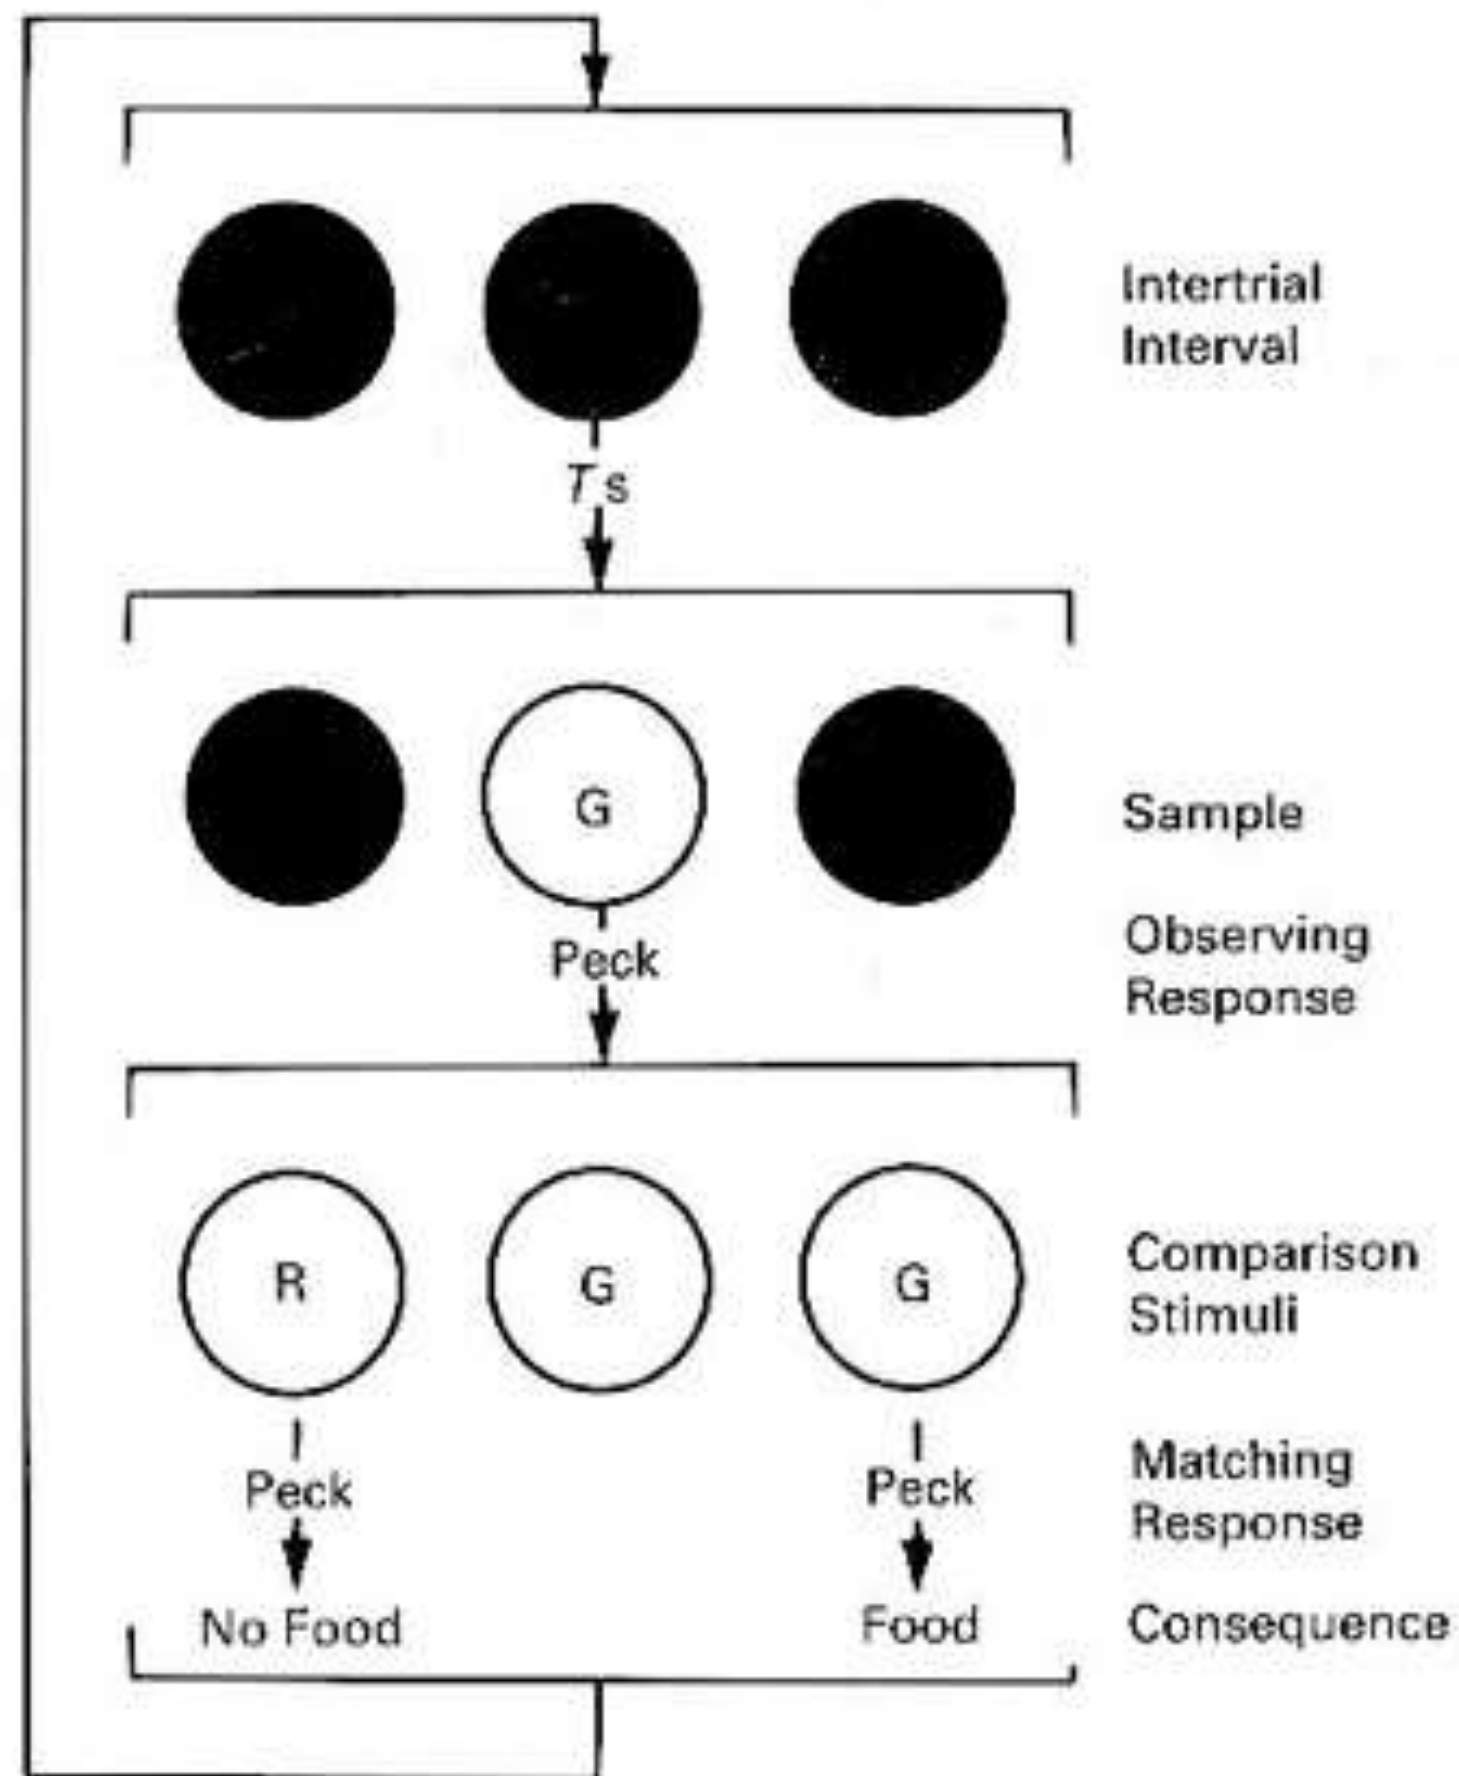 Intertrial
Interval
T s
G
Sample
Peck
Observing
Response
R G G
Comparison
Stimuli
Peck Peck
Matching
Response
No Food Food Consequence